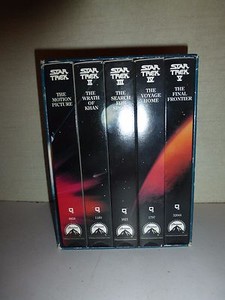 STAR
TREK
THE
MOTION
PICTURE
STAR
TREK
II
THE
WRATH
OF
KHAN
STAR
TREK
III
THE
SEARCH
FOR
STAR
TREK
IV
THE
VOYAGE
HOME
STAR
TREK
V
THE
FINAL
FRONTIER